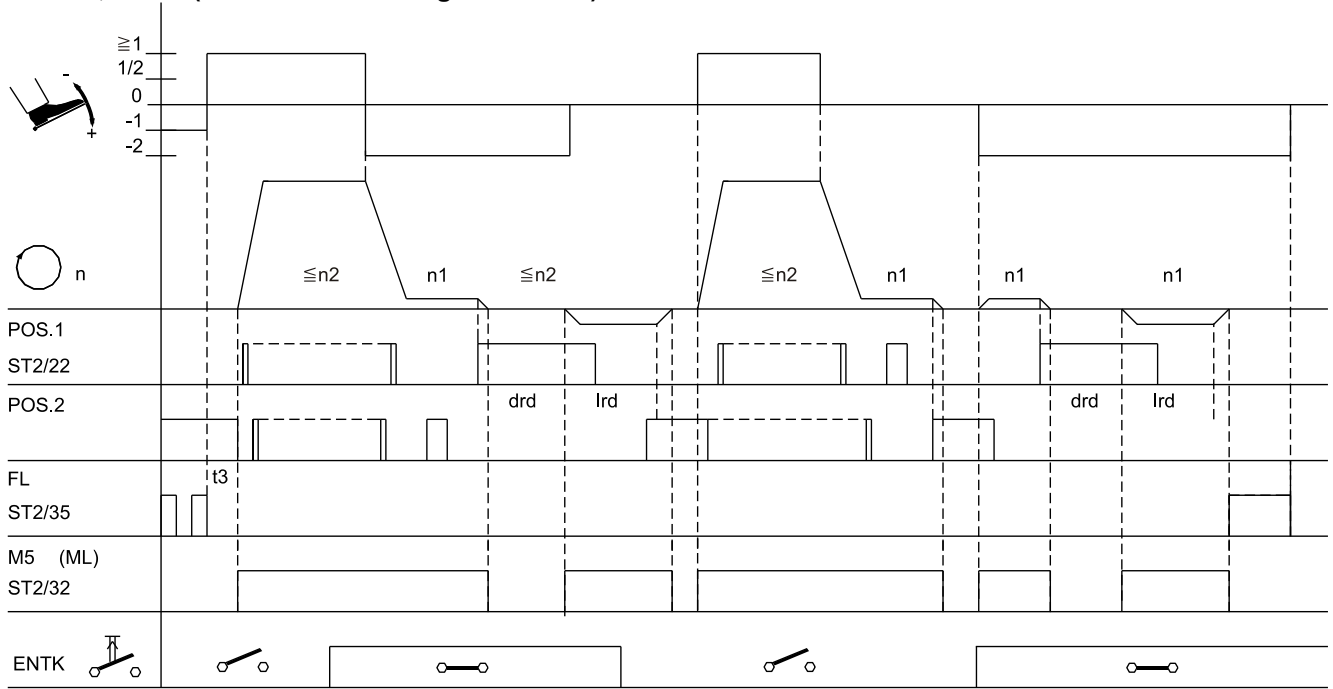 ≧1
1/2
0
-1
-2
-
+
n
≦n2 n1 ≦n2 ≦n2 n1 n1 n1
POS.1
ST2/22
POS.2 drd lrd drd lrd
FL t3
ST2/35
M5 (ML)
ST2/32
ENTK